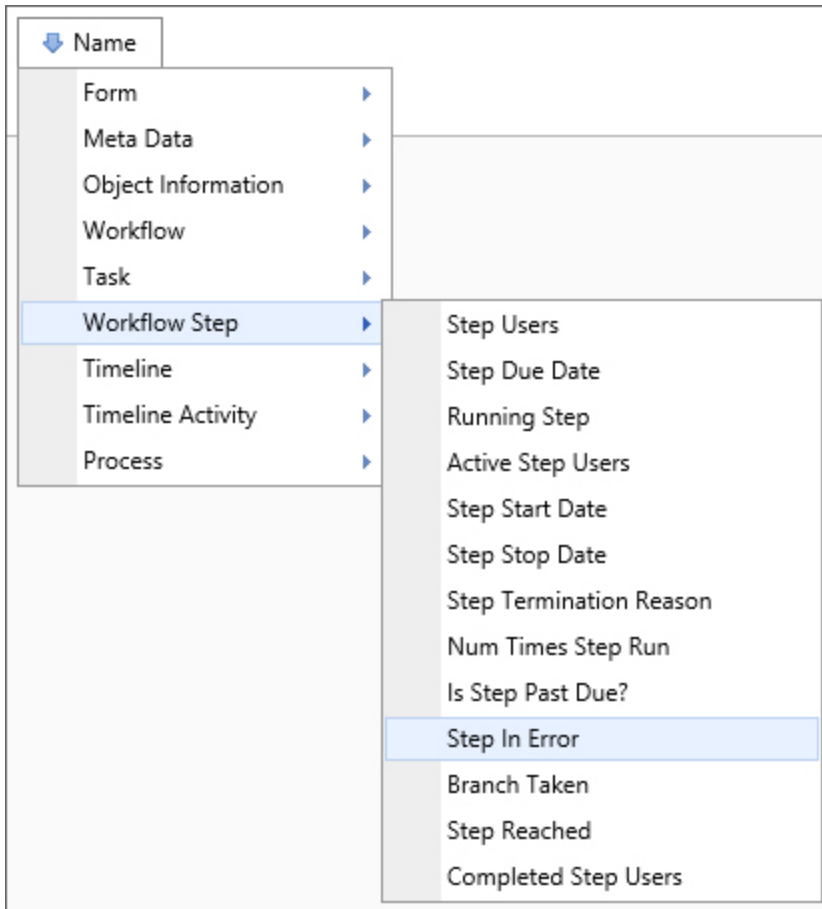 Name
Form
Meta Data
Object Information
Workflow
Task
Workflow Step
Timeline
Timeline Activity
Process
Step Users
Step Due Date
Running Step
Active Step Users
Step Start Date
Step Stop Date
Step Termination Reason
Num Times Step Run
Is Step Past Due?
Step In Error
Branch Taken
Step Reached
Completed Step Users